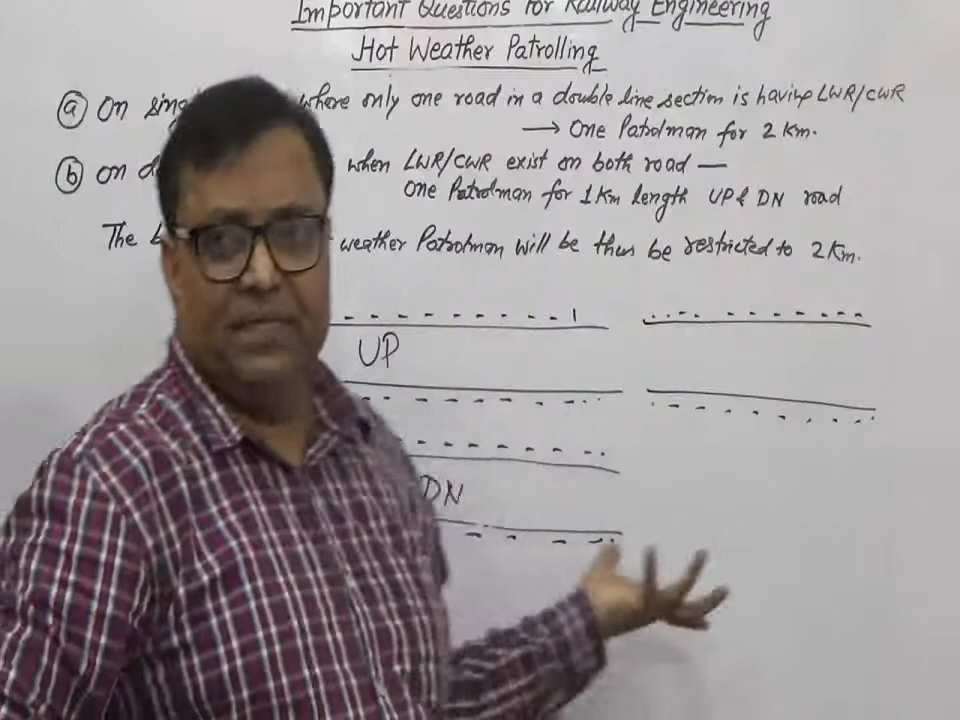 Important Questions for Railway Engineering
Hot Weather Patrolling
(a) On where only one road in a double line section is having LWR/CWR
→ One Patrolman for 2 Km.
(b) on when LWR/CWR exist on both road —
One Patrolman for 1 Km length UP & DN road
The weather Patrolman will be thus be restricted to 2 Km.
UP
DN